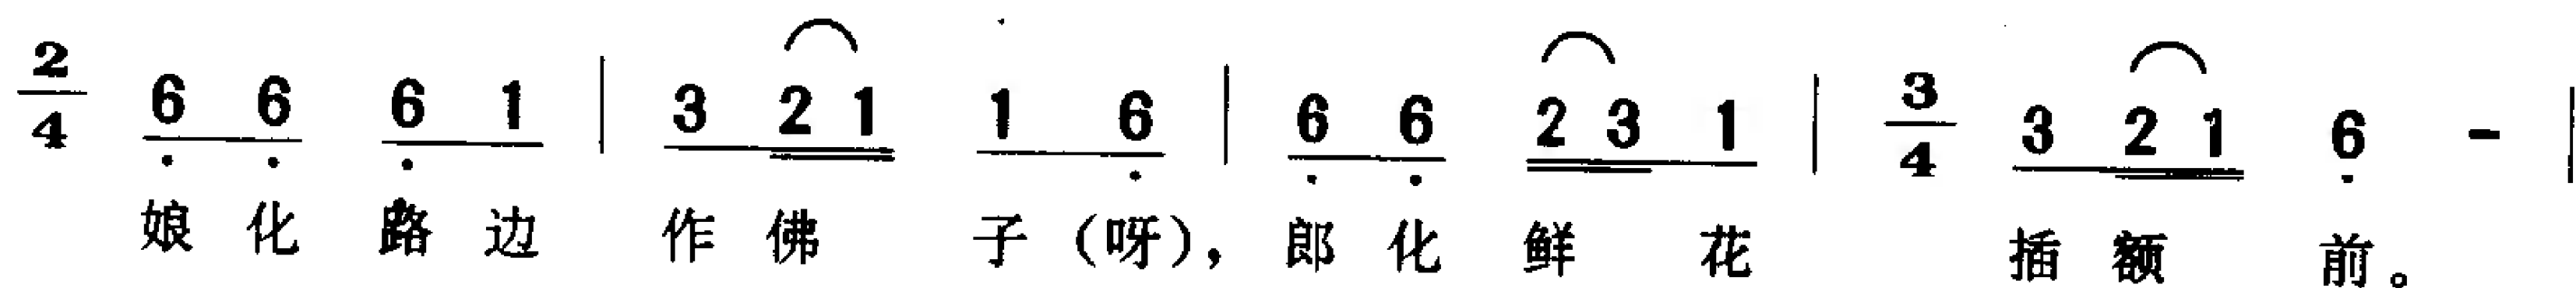 2/4 6 6 6 1 | 3 2 1 1 6 | 6 6 2 3 1 | 3/4 3 2 1 6 - |
娘 化 路 边 作 佛 子 (呀), 郎 化 鲜 花 插 额 前。